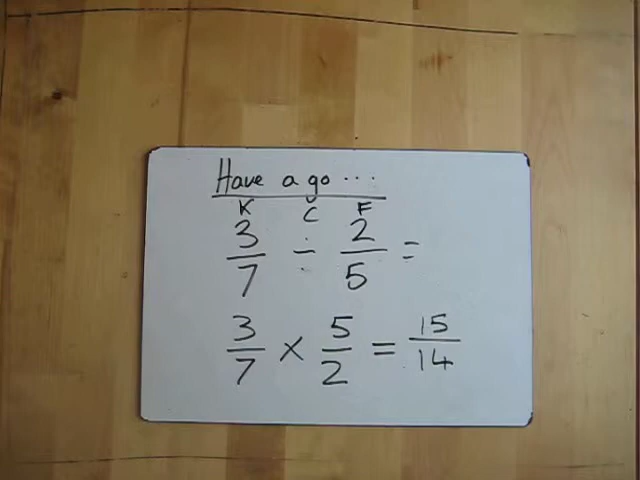 Have a go ...
K C F
3/7 ÷ 2/5 =
3/7 × 5/2 = 15/14